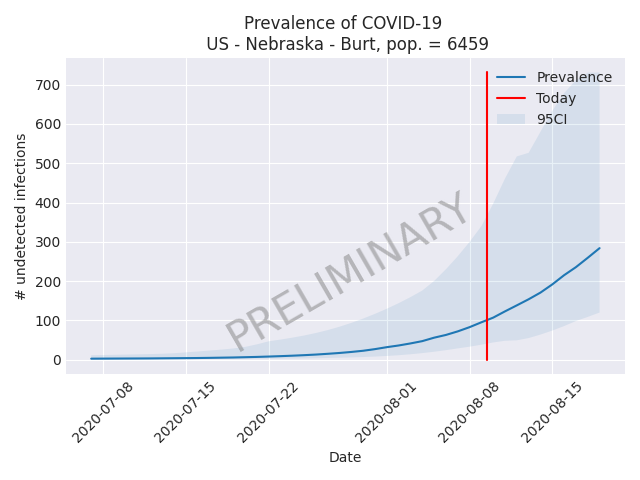 Prevalence of COVID-19
US - Nebraska - Burt, pop. = 6459
Prevalence
Today
95CI
700
600
500
400
300
200
100
0
# undetected infections
PRELIMINARY
2020-07-08
2020-07-15
2020-07-22
2020-08-01
2020-08-08
2020-08-15
Date